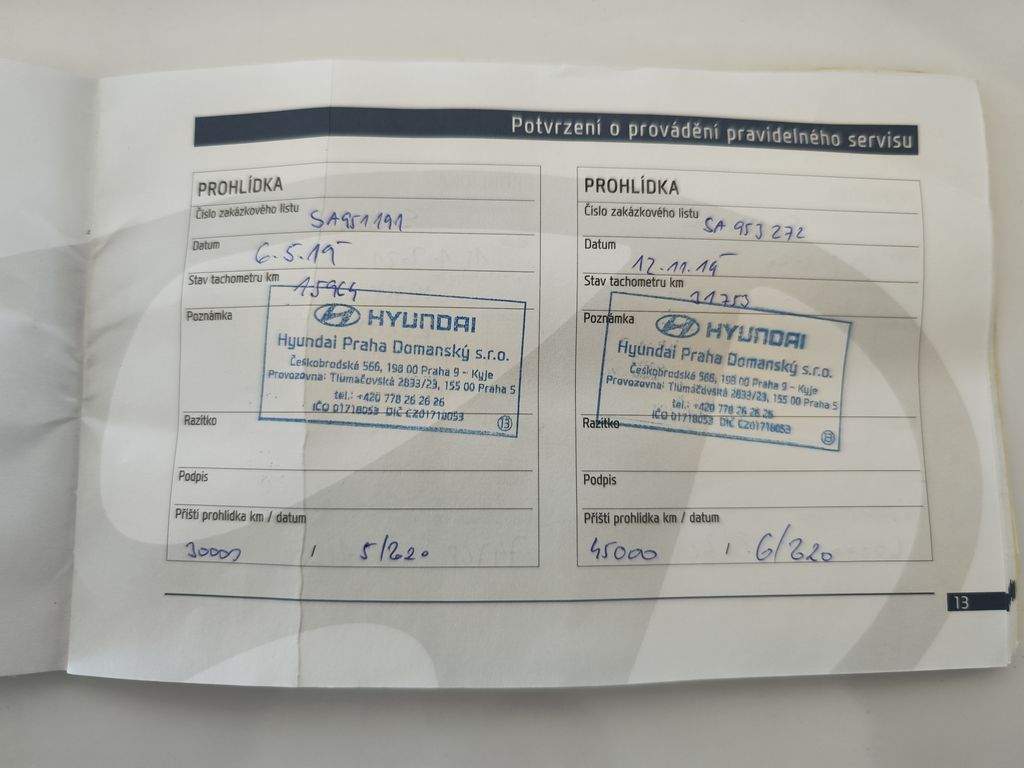 Potvrzení o provádění pravidelného servisu
PROHLÍDKA
Číslo zakázkového listu SA951191
Datum 6.5.19
Stav tachometru km 15964
Poznámka
HYUNDAI
Hyundai Praha Domanský s.r.o.
Českobrodská 566, 198 00 Praha 9 - Kyje
Provozovna: Tlumačovská 2833/23, 155 00 Praha 5
tel.: +420 778 26 26 26
IČO 01718053 DIČ CZ01718053
13
Razítko
Podpis
Příští prohlídka km / datum
30000 / 5/2020
PROHLÍDKA
Číslo zakázkového listu SA 953272
Datum 12.11.19
Stav tachometru km
Poznámka
HYUNDAI
Hyundai Praha Domanský s.r.o.
Českobrodská 566, 198 00 Praha 9 - Kyje
Provozovna: Tlumačovská 2833/23, 155 00 Praha 5
tel.: +420 778 26 26 26
IČO 01718053 DIČ CZ01718053
Razítko
Podpis
Příští prohlídka km / datum
45000 / 6/2020
13